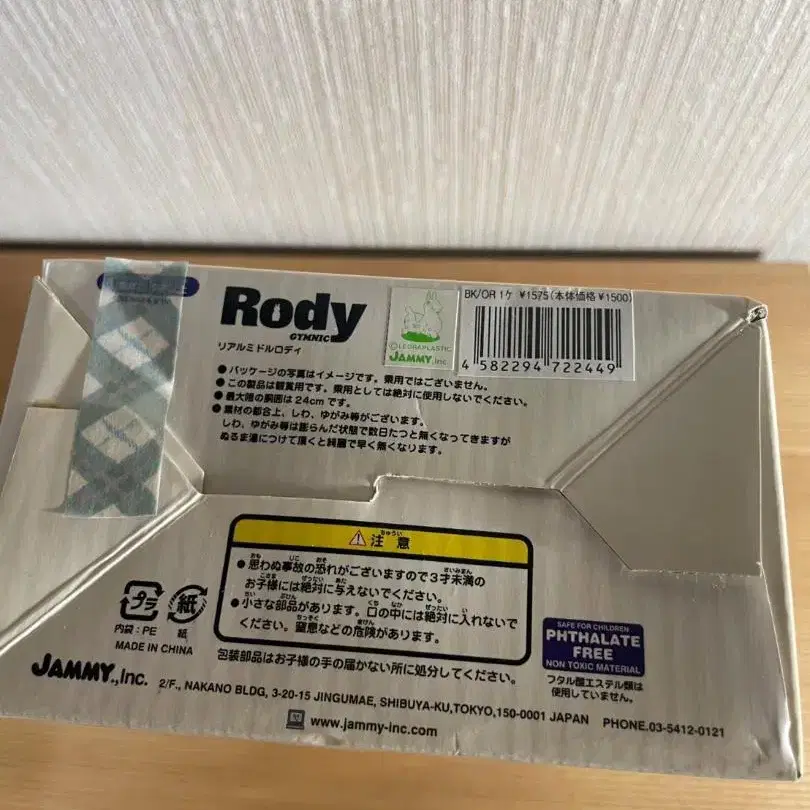 Rody
GYMNIC
リアルミドルロディ
● パッケージの写真はイメージです。乗用ではございません。
● この製品は観賞用です。乗用としては絶対に使用しないでください。
● 最大限の胴囲は24cmです。
● 素材の都合上、しわ、ゆがみ等がございます。
しわ、ゆがみ等は膨らんだ状態で数日たつと無くなってきますが
ぬるま湯につけて頂くと綺麗で早く無くなります。
©LEDRAPLASTIC
JAMMY.,Inc.
BK/OR 1ケ ¥1575(本体価格¥1500)
4 582294 722449
⚠注意
ちゅうい
● 思わぬ事故の恐れがございますので3才未満の
お子様には絶対に与えないでください。
● 小さな部品があります。口の中には絶対に入れないで
ください。窒息などの危険があります。
包装部品はお子様の手の届かない所に処分してください。
プラ
紙
内袋:PE 紙
MADE IN CHINA
SAFE FOR CHILDREN
PHTHALATE
FREE
NON TOXIC MATERIAL
フタル酸エステル類は
使用していません。
JAMMY.,Inc. 2/F., NAKANO BLDG, 3-20-15 JINGUMAE, SHIBUYA-KU,TOKYO,150-0001 JAPAN PHONE.03-5412-0121
www.jammy-inc.com